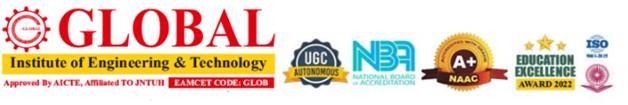 GLOBAL
GLOBAL
Institute of Engineering & Technology
Approved By AICTE, Affiliated TO JNTUH EAMCET CODE: GLOB
UGC
AUTONOMOUS
NBA
NATIONAL BOARD
of ACCREDITATION
A+
NAAC
EDUCATION
EXCELLENCE
AWARD 2022
ISO